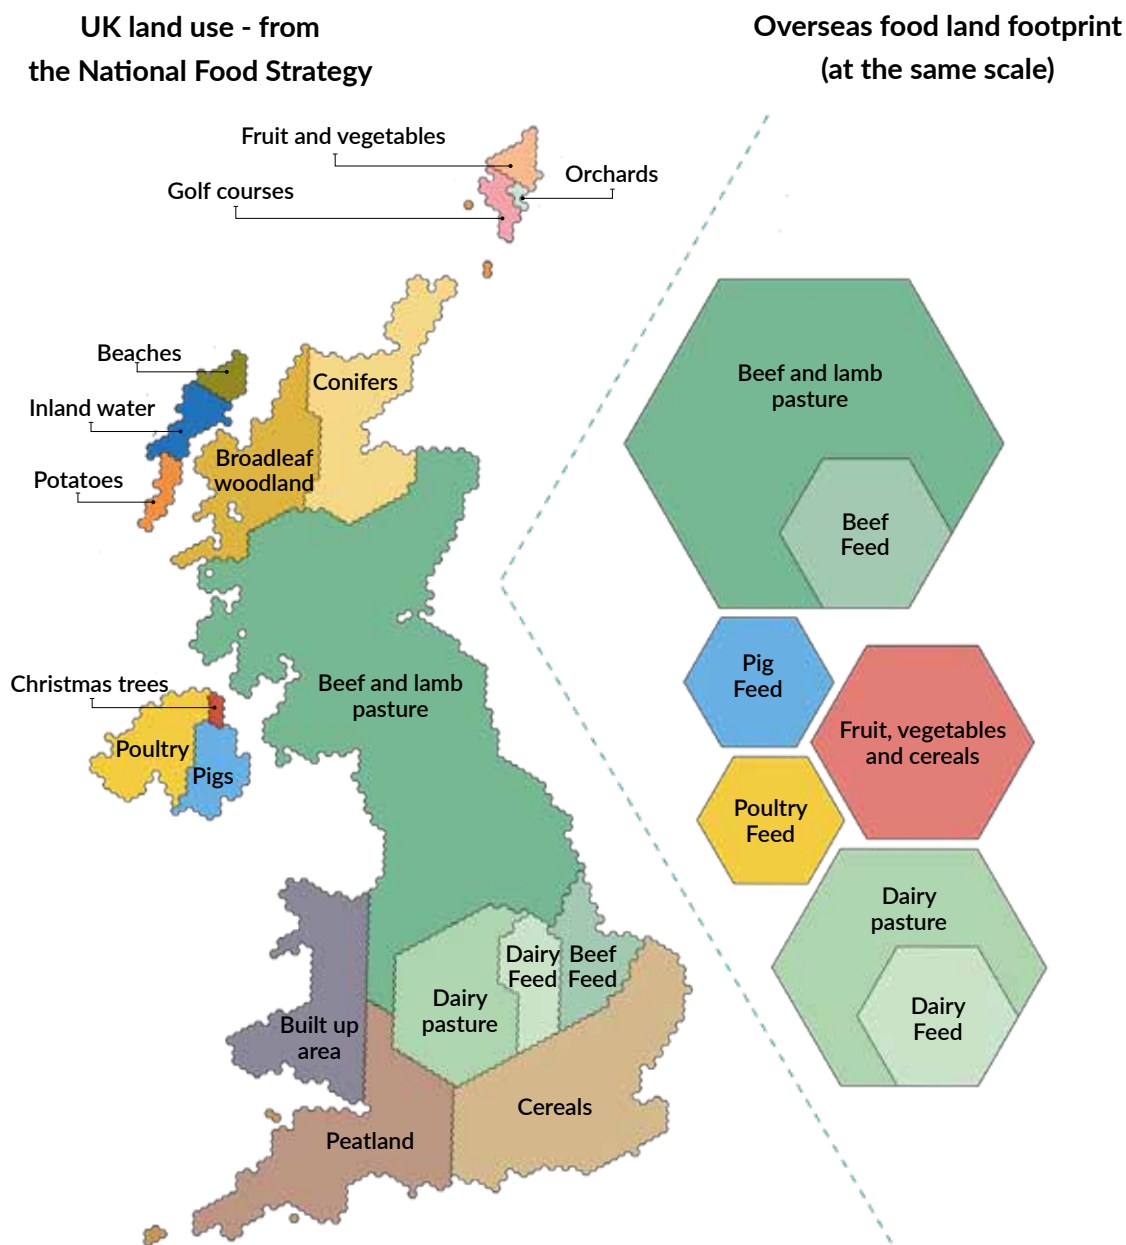 UK land use - from
the National Food Strategy
Overseas food land footprint
(at the same scale)
Fruit and vegetables
Orchards
Golf courses
Beaches
Conifers
Inland water
Broadleaf
woodland
Potatoes
Beef and lamb
pasture
Christmas trees
Poultry
Pigs
Dairy
Feed
Beef
Feed
Dairy
pasture
Built up
area
Cereals
Peatland
Beef and lamb
pasture
Beef
Feed
Pig
Feed
Fruit, vegetables
and cereals
Poultry
Feed
Dairy
pasture
Dairy
Feed